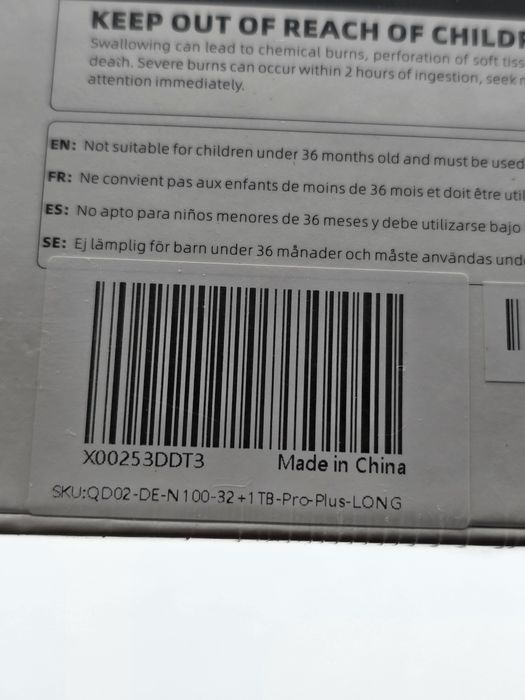 KEEP OUT OF REACH OF CHILDR
Swallowing can lead to chemical burns, perforation of soft tiss
death. Severe burns can occur within 2 hours of ingestion, seek
attention immediately.
EN: Not suitable for children under 36 months old and must be used
FR: Ne convient pas aux enfants de moins de 36 mois et doit être util
ES: No apto para niños menores de 36 meses y debe utilizarse bajo
SE: Ej lämplig för barn under 36 månader och måste användas und
X00253DDT3 Made in China
SKU:QD02-DE-N100-32+1TB-Pro-Plus-LONG